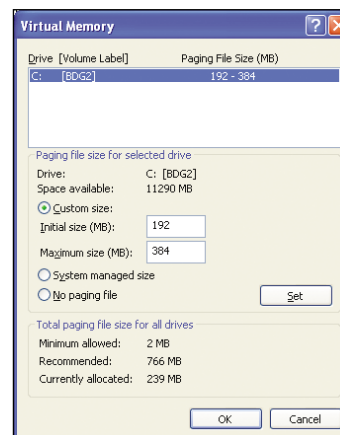 Virtual Memory
Drive [Volume Label] Paging File Size (MB)
C: [BDG2] 192 - 384
Paging file size for selected drive
Drive: C: [BDG2]
Space available: 11290 MB
Custom size:
Initial size (MB): 192
Maximum size (MB): 384
System managed size
No paging file Set
Total paging file size for all drives
Minimum allowed: 2 MB
Recommended: 766 MB
Currently allocated: 239 MB
OK Cancel